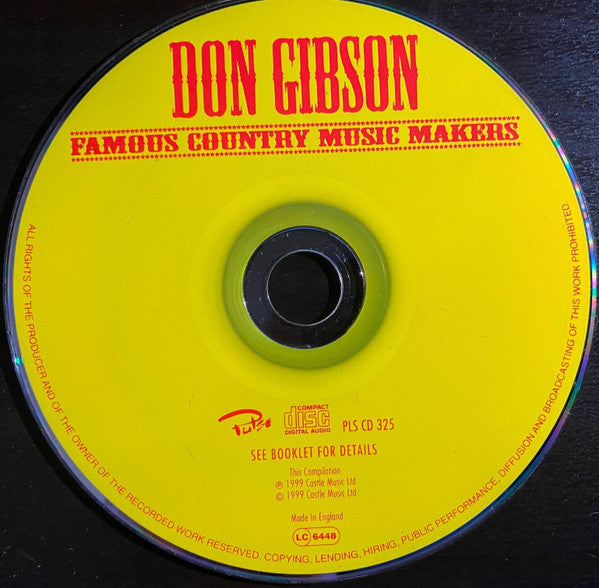 DON GIBSON
FAMOUS COUNTRY MUSIC MAKERS
Pulse
COMPACT
disc
DIGITAL AUDIO
PLS CD 325
SEE BOOKLET FOR DETAILS
This Compilation
℗ 1999 Castle Music Ltd
© 1999 Castle Music Ltd
Made in England
LC 6448
ALL RIGHTS OF THE PRODUCER AND OF THE OWNER OF THE RECORDED WORK RESERVED. COPYING, LENDING, HIRING, PUBLIC PERFORMANCE, DIFFUSION AND BROADCASTING OF THIS WORK PROHIBITED